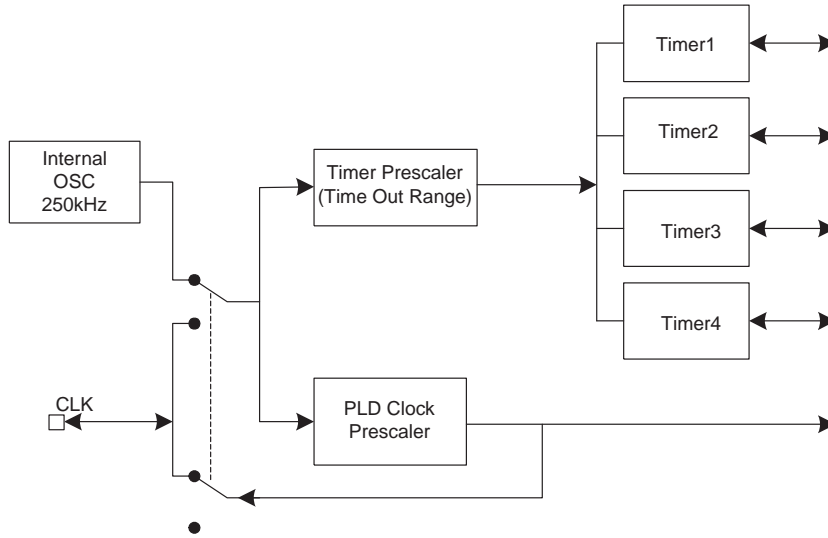 Timer1
Timer2
Internal
OSC
250kHz
Timer Prescaler
(Time Out Range)
Timer3
Timer4
CLK
PLD Clock
Prescaler